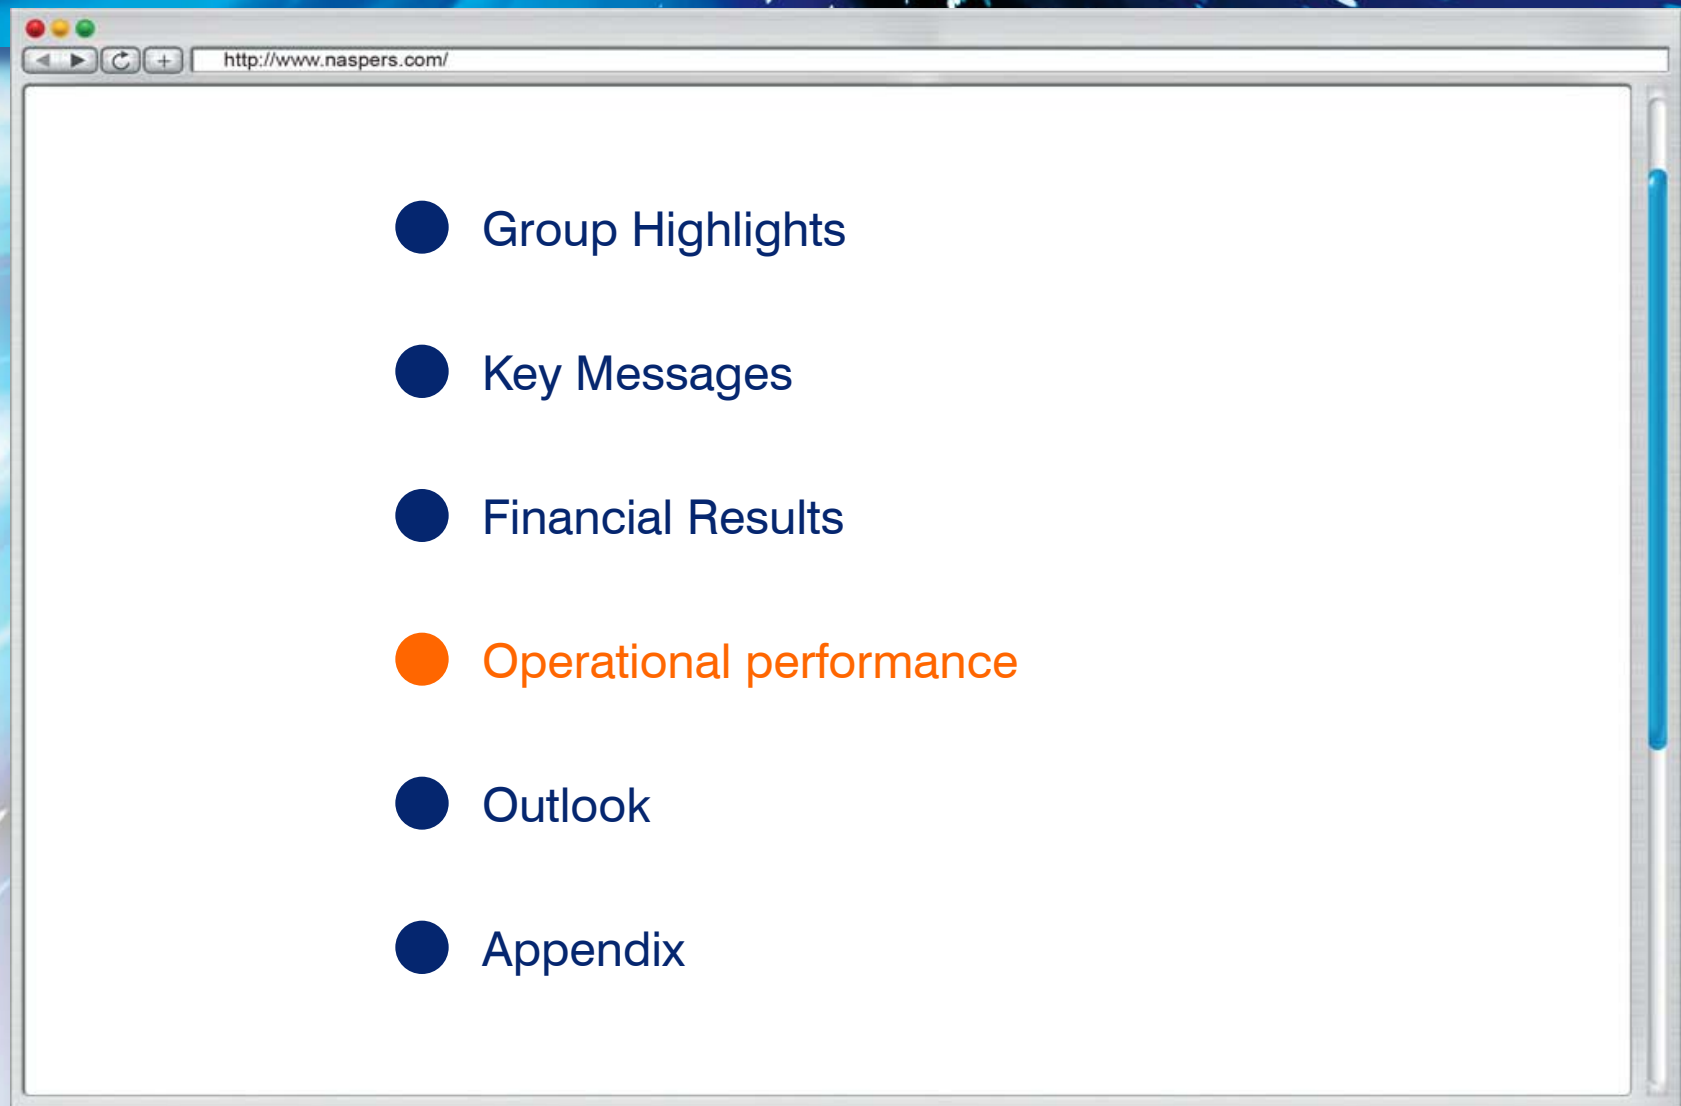 http://www.naspers.com/
Group Highlights
Key Messages
Financial Results
Operational performance
Outlook
Appendix